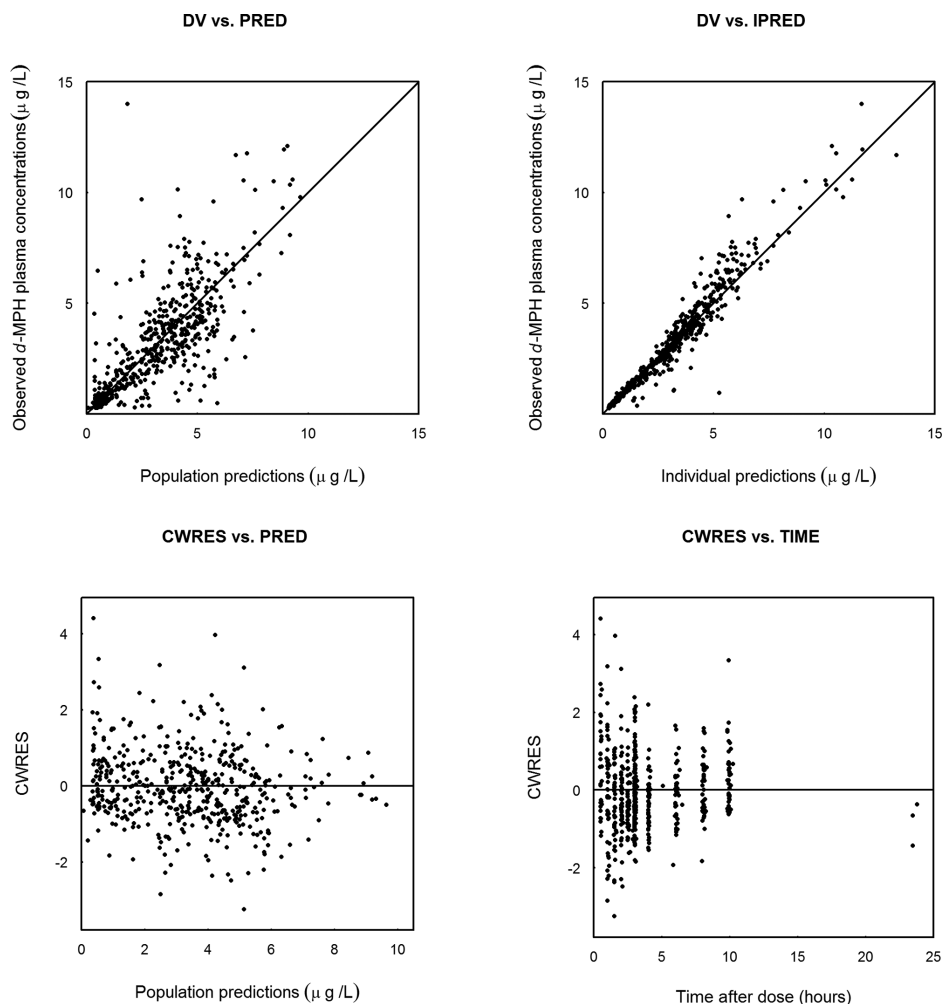 DV vs. PRED
Observed d-MPH plasma concentrations (μ g /L)
15
10
5
0
5
10
15
Population predictions (μ g /L)
DV vs. IPRED
Observed d-MPH plasma concentrations (μ g /L)
15
10
5
0
5
10
15
Individual predictions (μ g /L)
CWRES vs. PRED
CWRES
4
2
0
-2
0
2
4
6
8
10
Population predictions (μ g /L)
CWRES vs. TIME
CWRES
4
2
0
-2
0
5
10
15
20
25
Time after dose (hours)